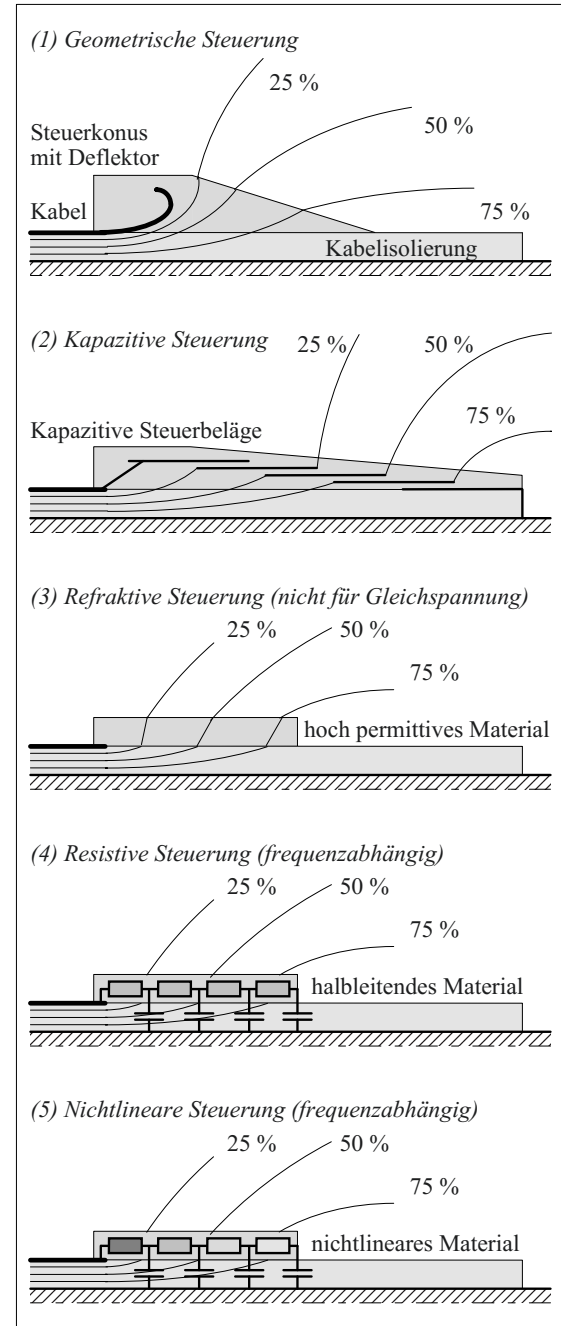 (1) Geometrische Steuerung
25 %
50 %
Steuerkonus
mit Deflektor
Kabel
75 %
Kabelisolierung
(2) Kapazitive Steuerung
25 %
50 %
75 %
Kapazitive Steuerbeläge
(3) Refraktive Steuerung (nicht für Gleichspannung)
25 %
50 %
75 %
hoch permittives Material
(4) Resistive Steuerung (frequenzabhängig)
25 %
50 %
75 %
halbleitendes Material
(5) Nichtlineare Steuerung (frequenzabhängig)
25 %
50 %
75 %
nichtlineares Material